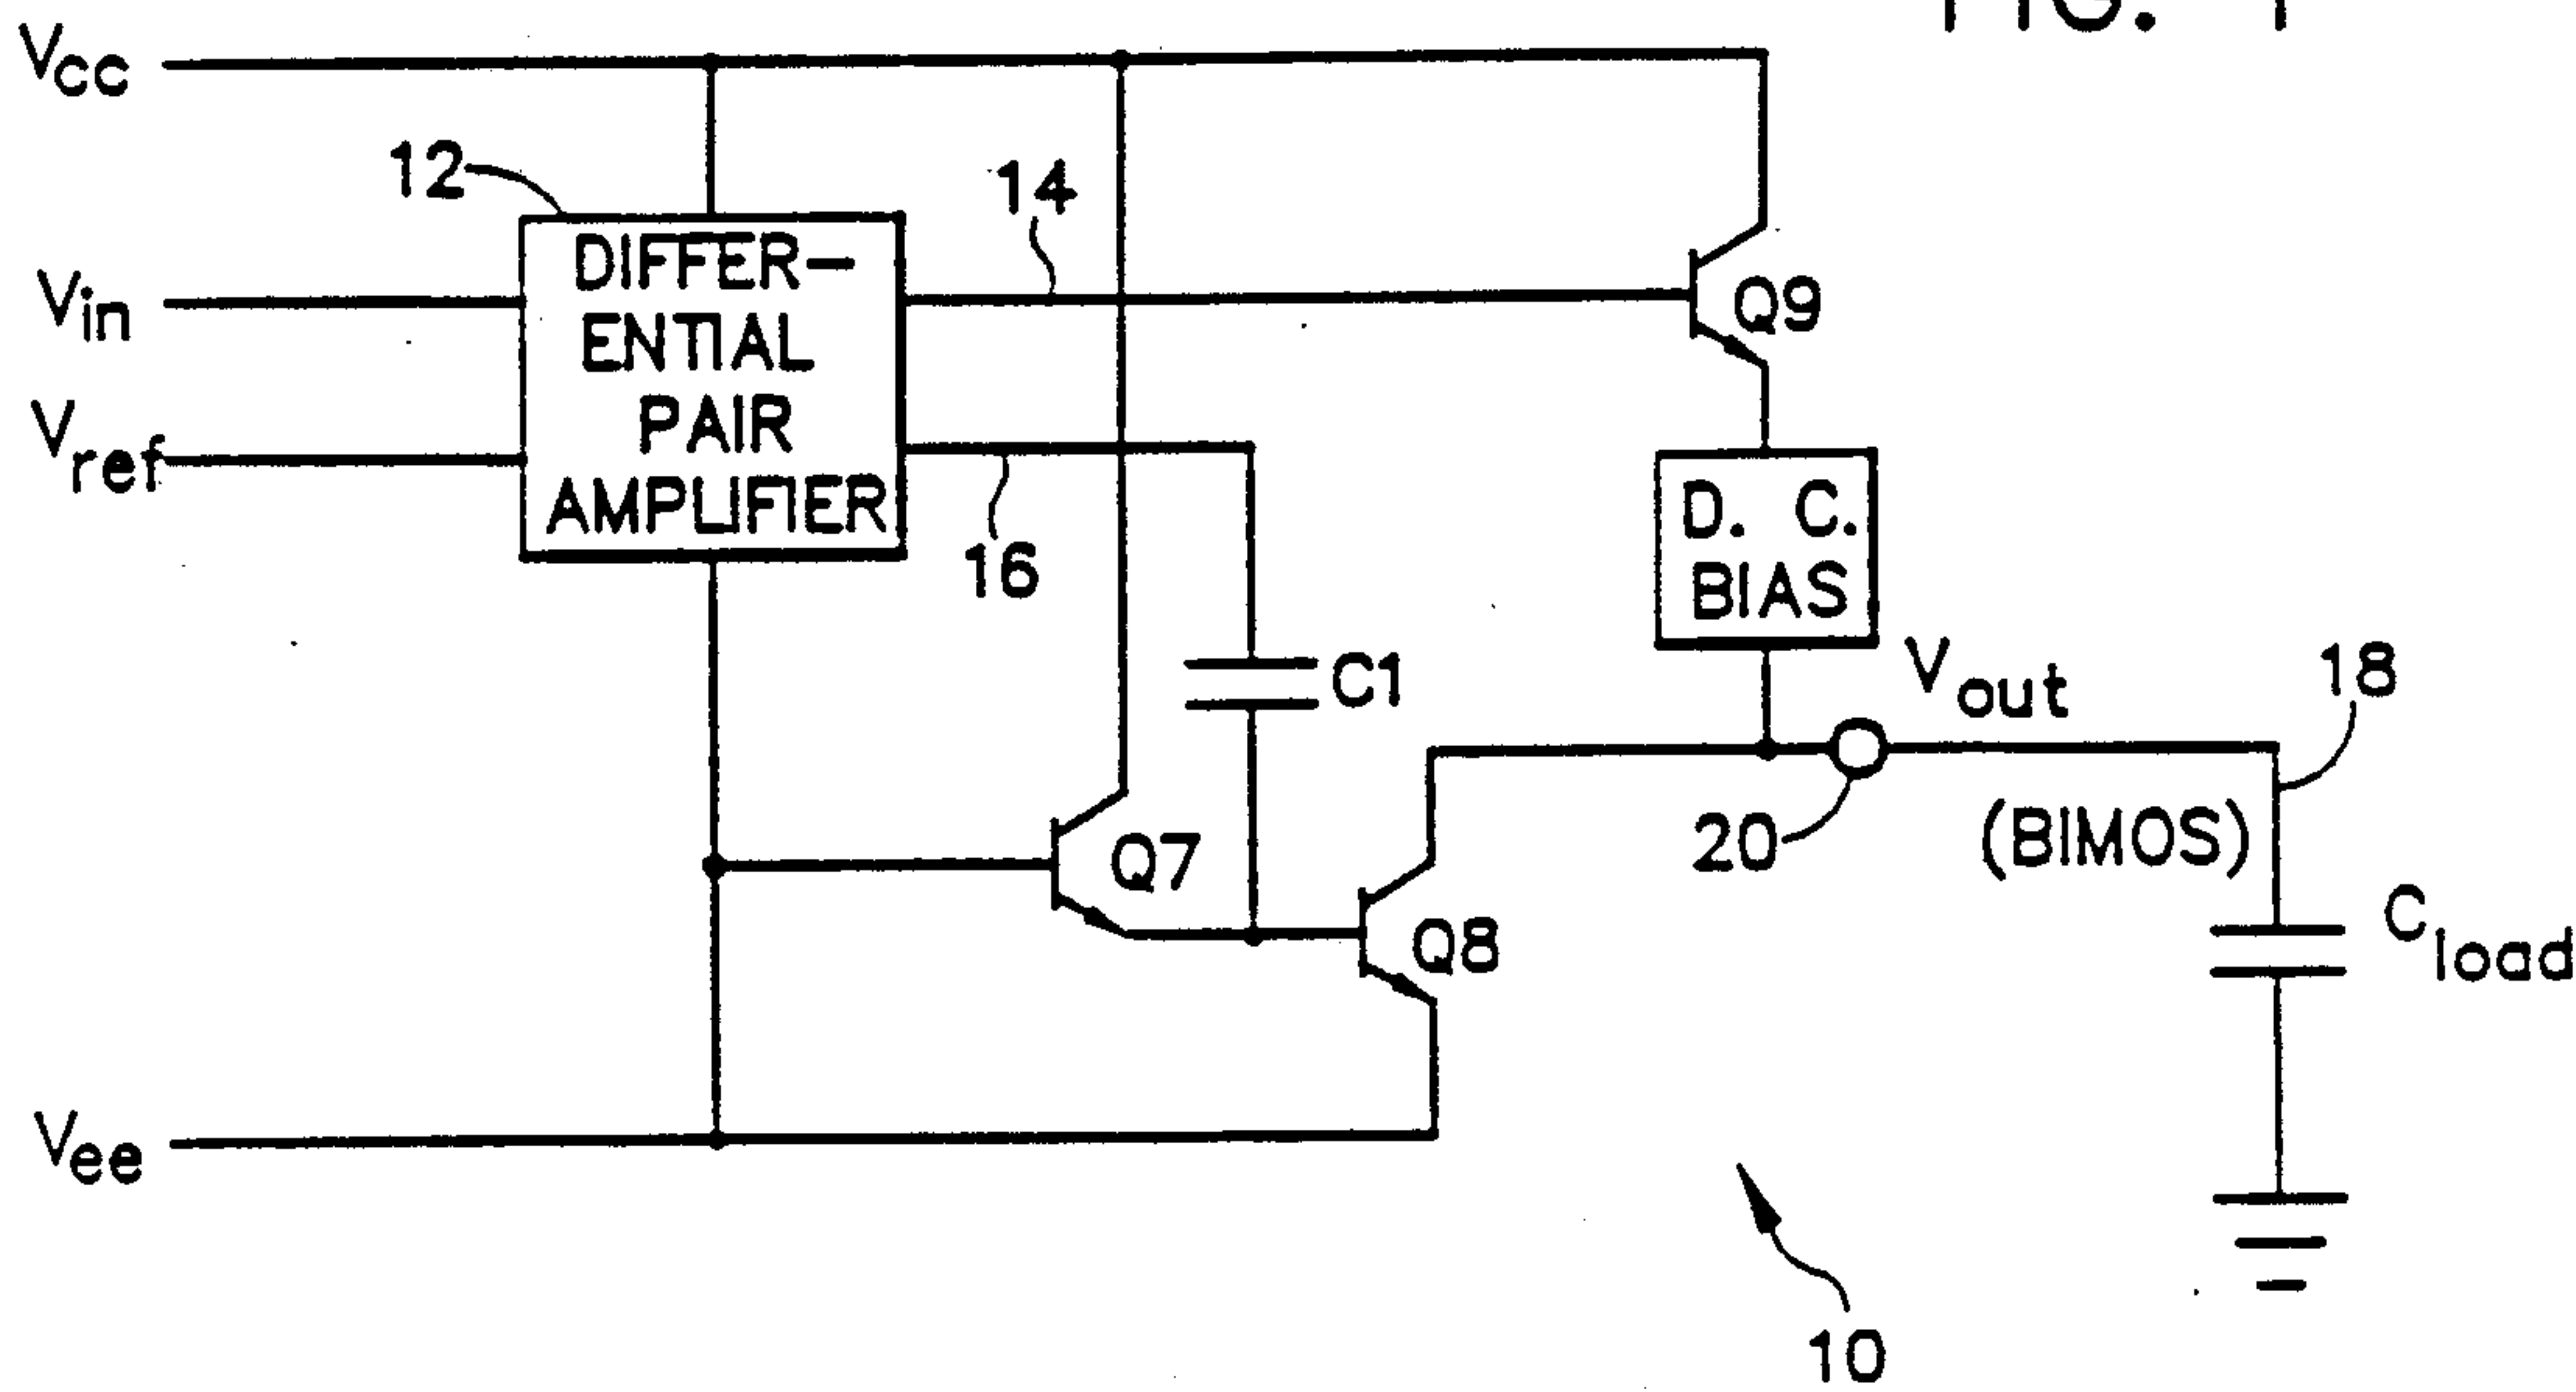 FIG. 1
Vcc
12
14
Vin
DIFFER-
ENTIAL
PAIR
AMPLIFIER
Q9
Vref
16
D. C.
BIAS
C1
Vout
18
20
(BIMOS)
Q7
Q8
Cload
Vee
10